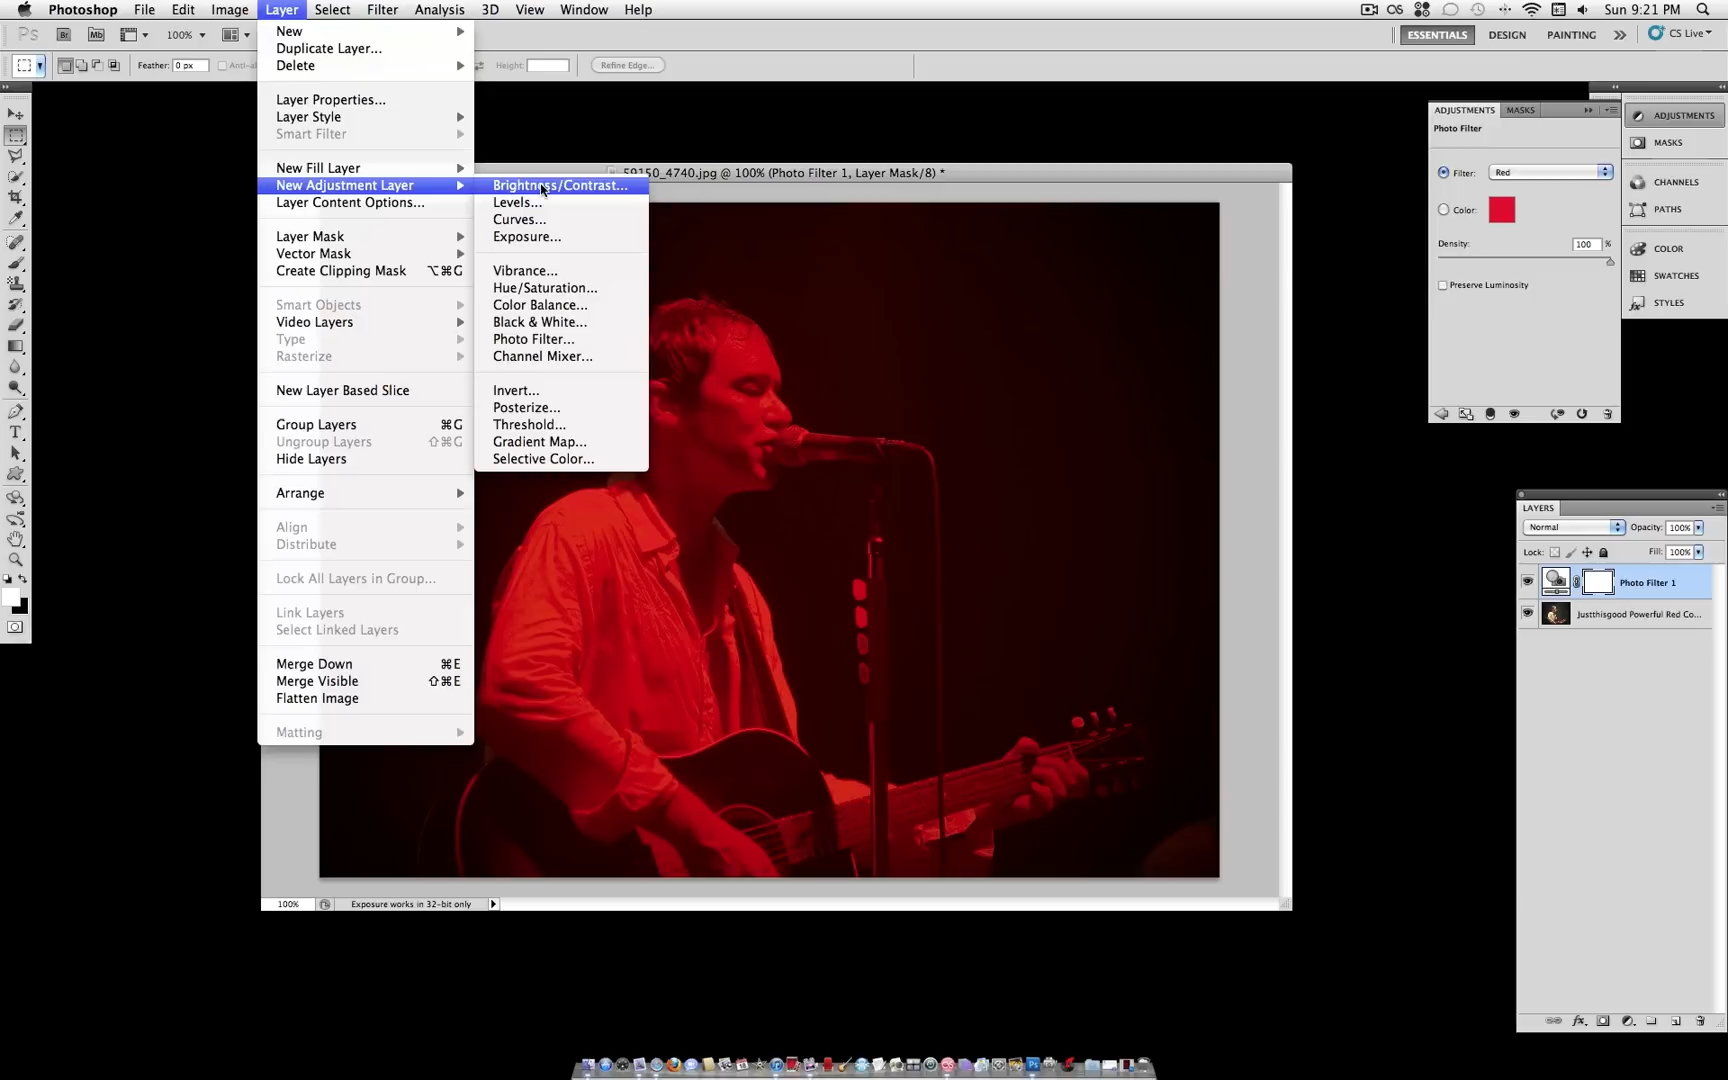 Photoshop File Edit Image Layer Select Filter Analysis 3D View Window Help Sun 9:21 PM
Ps Br Mb 100% ESSENTIALS DESIGN PAINTING CS Live
Feather: 0 px Height: Refine Edge...
New
Duplicate Layer...
Delete
Layer Properties...
Layer Style
Smart Filter
New Fill Layer
New Adjustment Layer
Layer Content Options...
Layer Mask
Vector Mask
Create Clipping Mask ⌥⌘G
Smart Objects
Video Layers
Type
Rasterize
New Layer Based Slice
Group Layers ⌘G
Ungroup Layers ⇧⌘G
Hide Layers
Arrange
Align
Distribute
Lock All Layers in Group...
Link Layers
Select Linked Layers
Merge Down ⌘E
Merge Visible ⇧⌘E
Flatten Image
Matting
Brightness/Contrast...
Levels...
Curves...
Exposure...
Vibrance...
Hue/Saturation...
Color Balance...
Black & White...
Photo Filter...
Channel Mixer...
Invert...
Posterize...
Threshold...
Gradient Map...
Selective Color...
59150_4740.jpg @ 100% (Photo Filter 1, Layer Mask/8) *
100% Exposure works in 32-bit only
ADJUSTMENTS MASKS
Photo Filter
Filter: Red
Color:
Density: 100 %
Preserve Luminosity
ADJUSTMENTS
MASKS
CHANNELS
PATHS
COLOR
SWATCHES
STYLES
LAYERS
Normal Opacity: 100%
Lock: Fill: 100%
Photo Filter 1
Justthisgood Powerful Red Co...